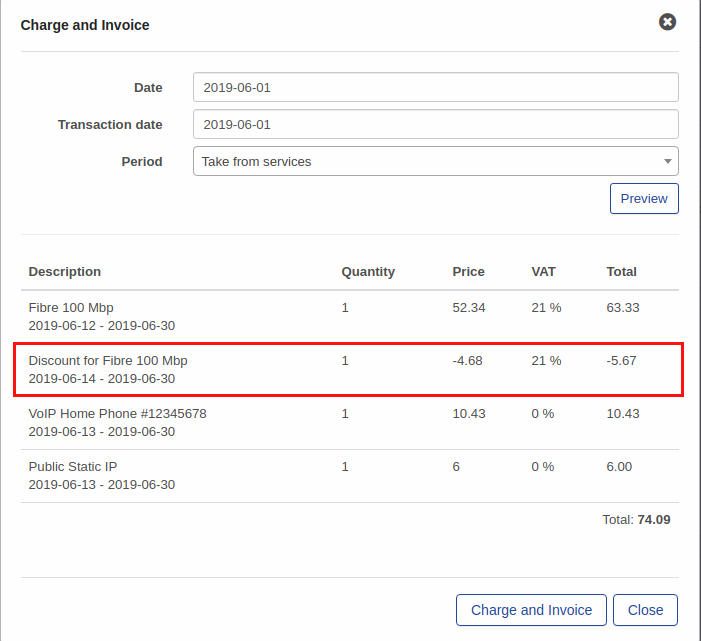 Charge and Invoice
Date 2019-06-01
Transaction date 2019-06-01
Period Take from services
Preview
Description Quantity Price VAT Total
Fibre 100 Mbp 1 52.34 21 % 63.33
2019-06-12 - 2019-06-30
Discount for Fibre 100 Mbp 1 -4.68 21 % -5.67
2019-06-14 - 2019-06-30
VoIP Home Phone #12345678 1 10.43 0 % 10.43
2019-06-13 - 2019-06-30
Public Static IP 1 6 0 % 6.00
2019-06-13 - 2019-06-30
Total: 74.09
Charge and Invoice Close